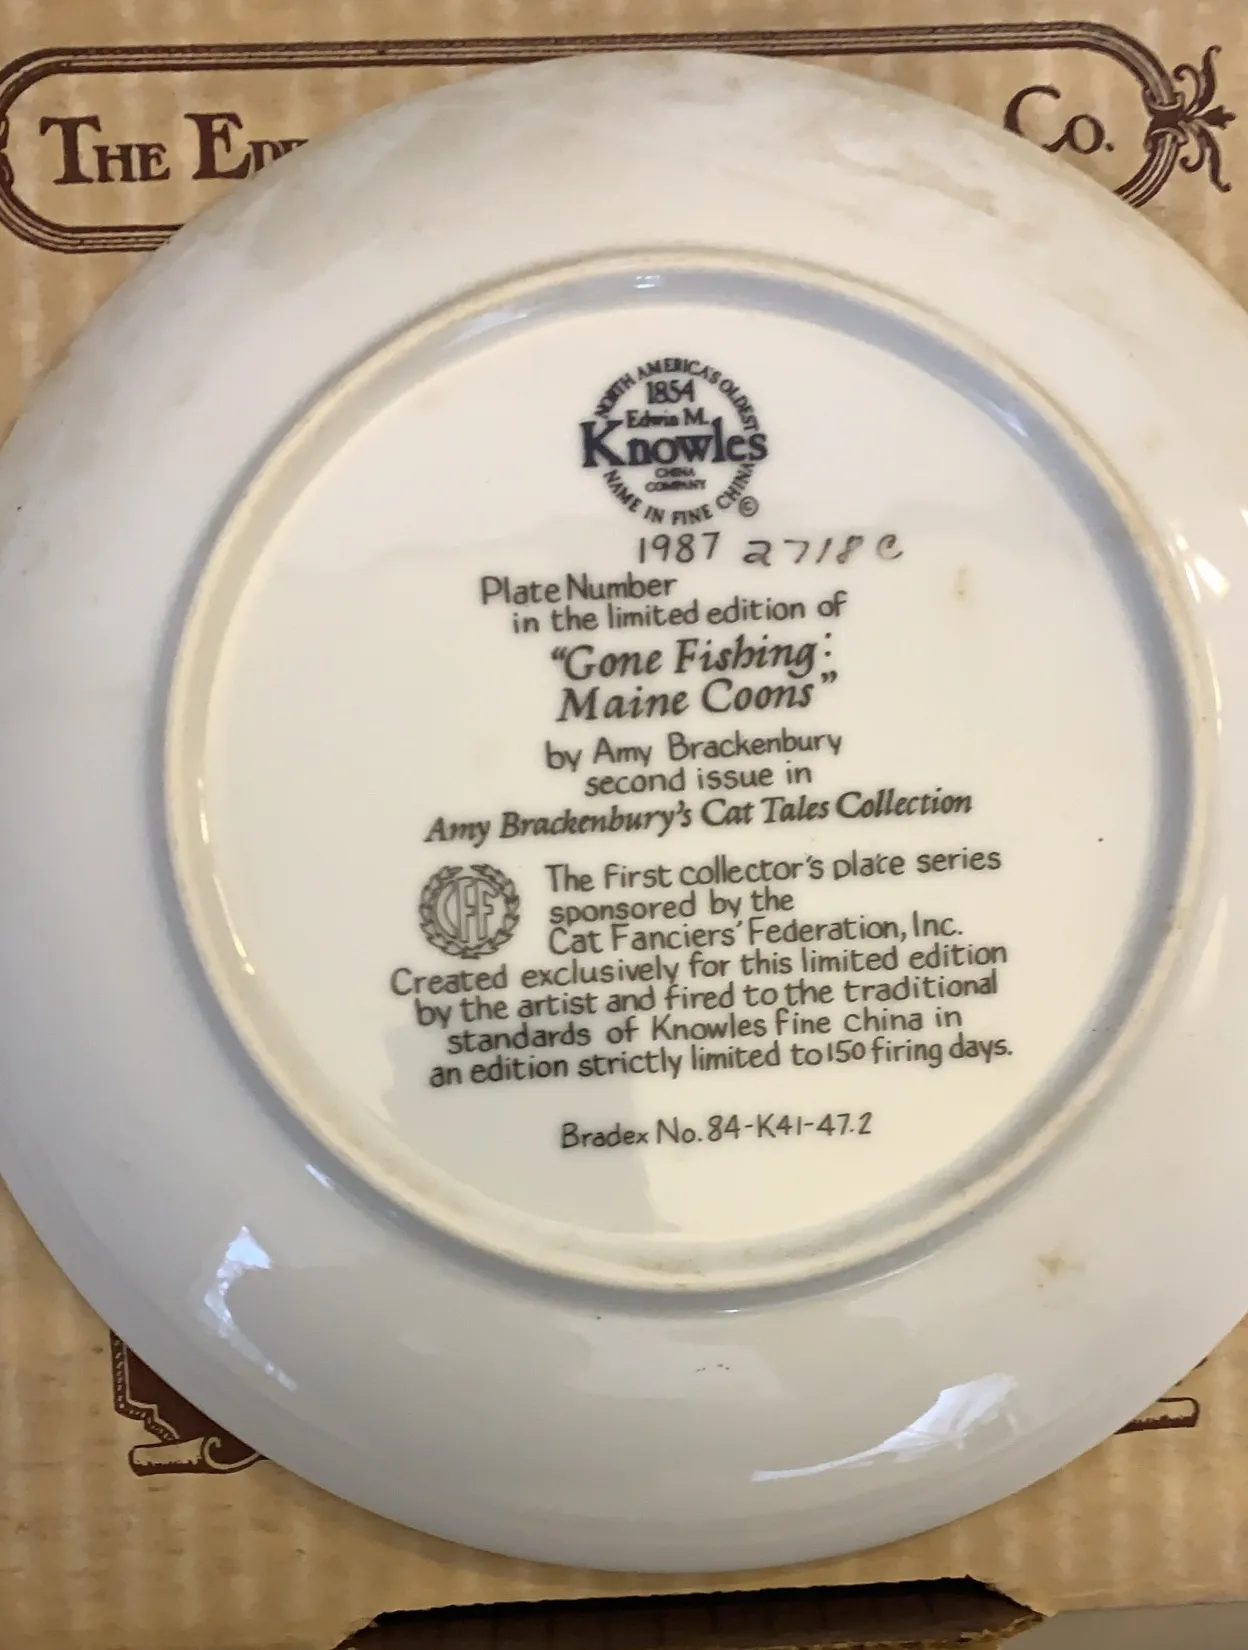 THE
Co.
NORTH AMERICA'S OLDEST
1854
Edwin M.
Knowles
CHINA
COMPANY
NAME IN FINE CHINA
©
1987 2718C
Plate Number
in the limited edition of
“Gone Fishing:
Maine Coons”
by Amy Brackenbury
second issue in
Amy Brackenbury's Cat Tales Collection
CFF
The first collector's plate series
sponsored by the
Cat Fanciers' Federation, Inc.
Created exclusively for this limited edition
by the artist and fired to the traditional
standards of Knowles fine china in
an edition strictly limited to 150 firing days.
Bradex No. 84-K41-47.2